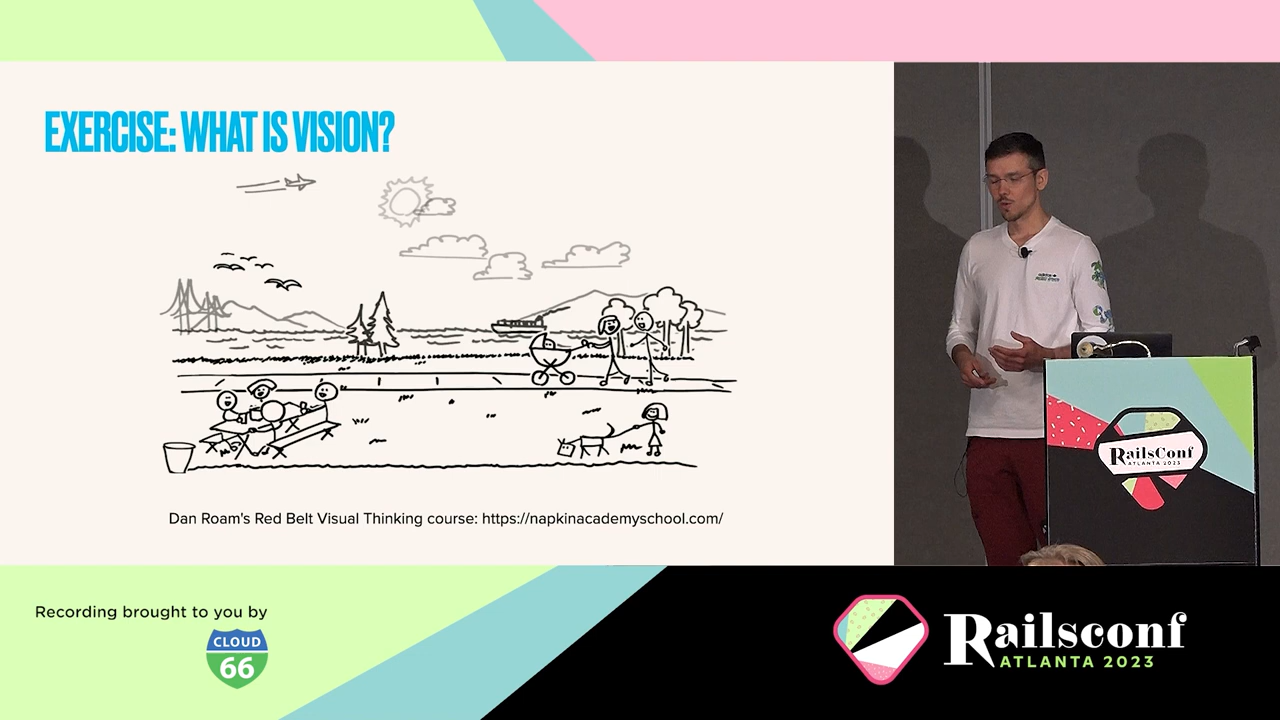 EXERCISE: WHAT IS VISION?
Dan Roam's Red Belt Visual Thinking course: https://napkinacademyschool.com/
RailsConf
ATLANTA 2023
Recording brought to you by
CLOUD
66
Railsconf
ATLANTA 2023